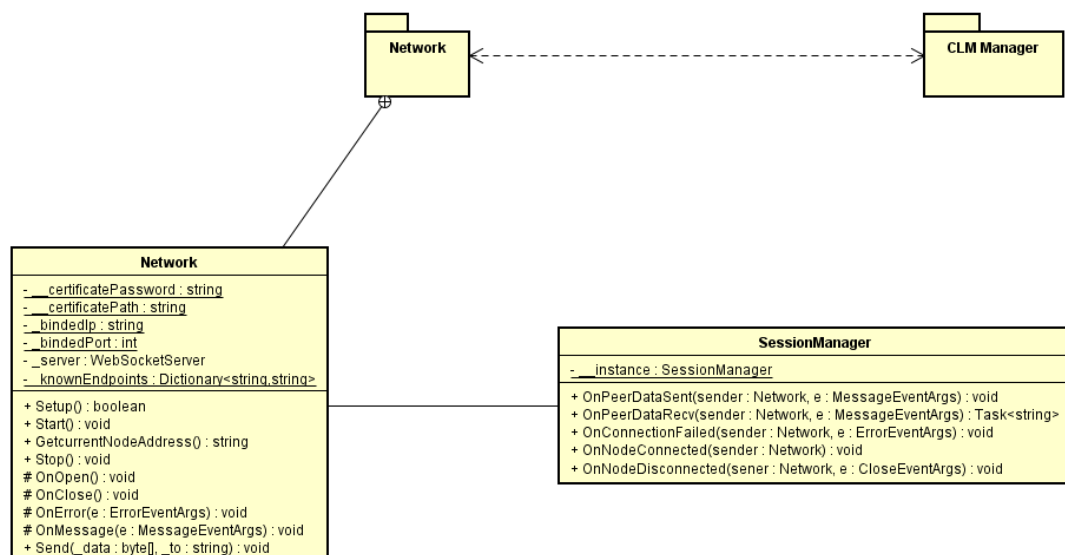 Network
CLM Manager
Network
- __certificatePassword : string
- __certificatePath : string
- _bindedIp : string
- _bindedPort : int
- _server : WebSocketServer
- _knownEndpoints : Dictionary<string,string>
+ Setup() : boolean
+ Start() : void
+ GetcurrentNodeAddress() : string
+ Stop() : void
# OnOpen() : void
# OnClose() : void
# OnError(e : ErrorEventArgs) : void
# OnMessage(e : MessageEventArgs) : void
+ Send(_data : byte[], _to : string) : void
SessionManager
- __instance : SessionManager
+ OnPeerDataSent(sender : Network, e : MessageEventArgs) : void
+ OnPeerDataRecv(sender : Network, e : MessageEventArgs) : Task<string>
+ OnConnectionFailed(sender : Network, e : ErrorEventArgs) : void
+ OnNodeConnected(sender : Network) : void
+ OnNodeDisconnected(sener : Network, e : CloseEventArgs) : void